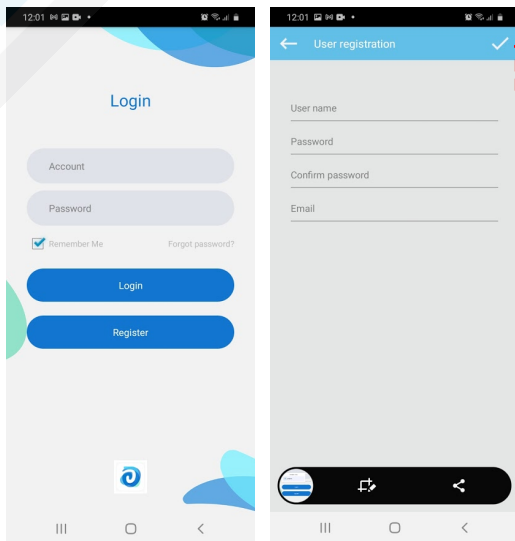 12:01
Login
Account
Password
Remember Me
Forgot password?
Login
Register
12:01
User registration
User name
Password
Confirm password
Email